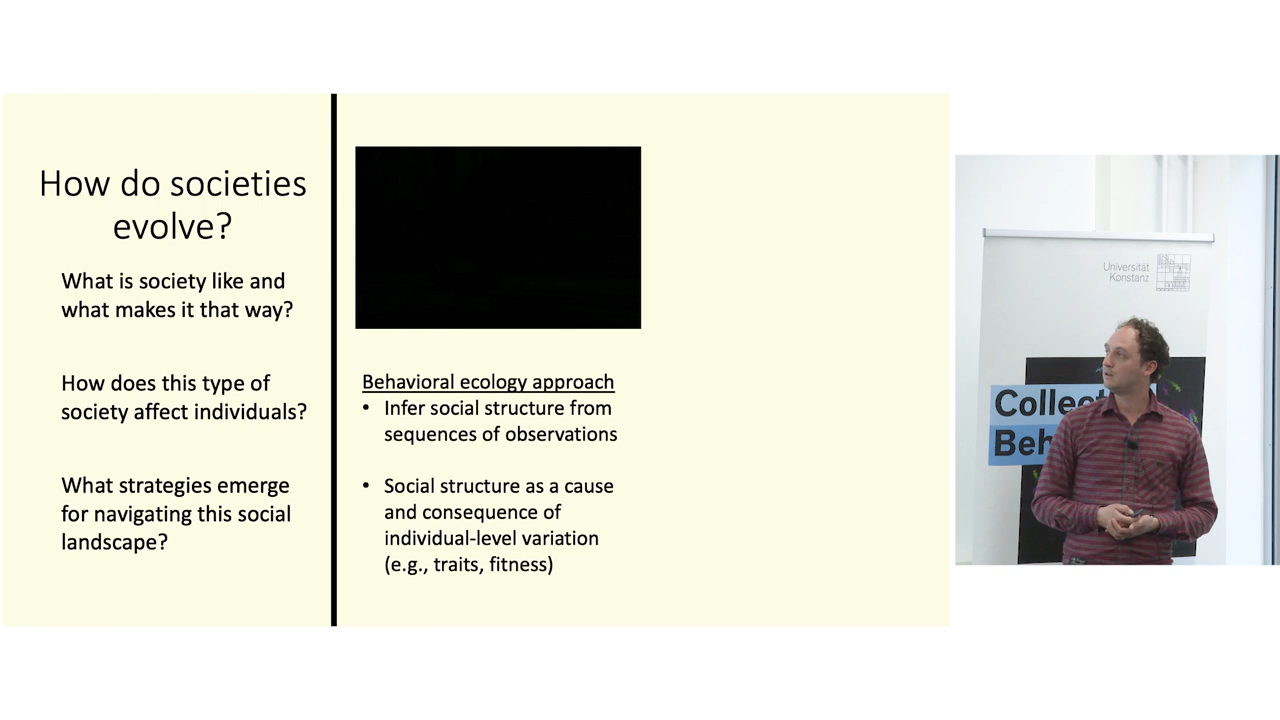 How do societies
evolve?
What is society like and
what makes it that way?
How does this type of
society affect individuals?
What strategies emerge
for navigating this social
landscape?
Behavioral ecology approach
• Infer social structure from
sequences of observations
• Social structure as a cause
and consequence of
individual-level variation
(e.g., traits, fitness)
Universität
Konstanz
Collect
Beh